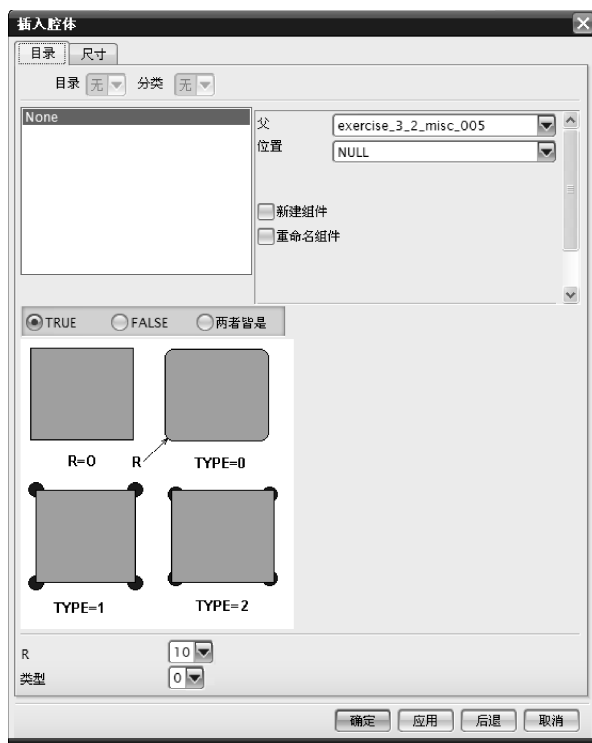 插入腔体
目录 尺寸
目录 无 分类 无
None
父 exercise_3_2_misc_005
位置 NULL
新建组件
重命名组件
TRUE FALSE 两者皆是
R=0 R TYPE=0
TYPE=1 TYPE=2
R 10
类型 0
确定 应用 后退 取消